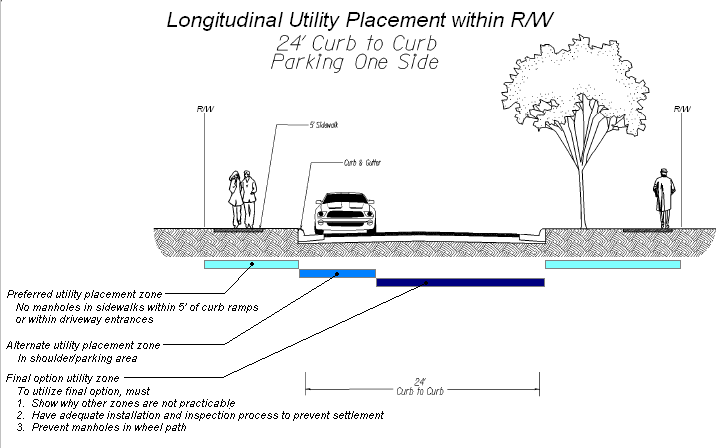 Longitudinal Utility Placement within R/W
24' Curb to Curb
Parking One Side
R/W
R/W
5' Sidewalk
Curb & Gutter
Preferred utility placement zone
No manholes in sidewalks within 5' of curb ramps
or within driveway entrances
Alternate utility placement zone
In shoulder/parking area
Final option utility zone
To utilize final option, must
1. Show why other zones are not practicable
2. Have adequate installation and inspection process to prevent settlement
3. Prevent manholes in wheel path
24'
Curb to Curb